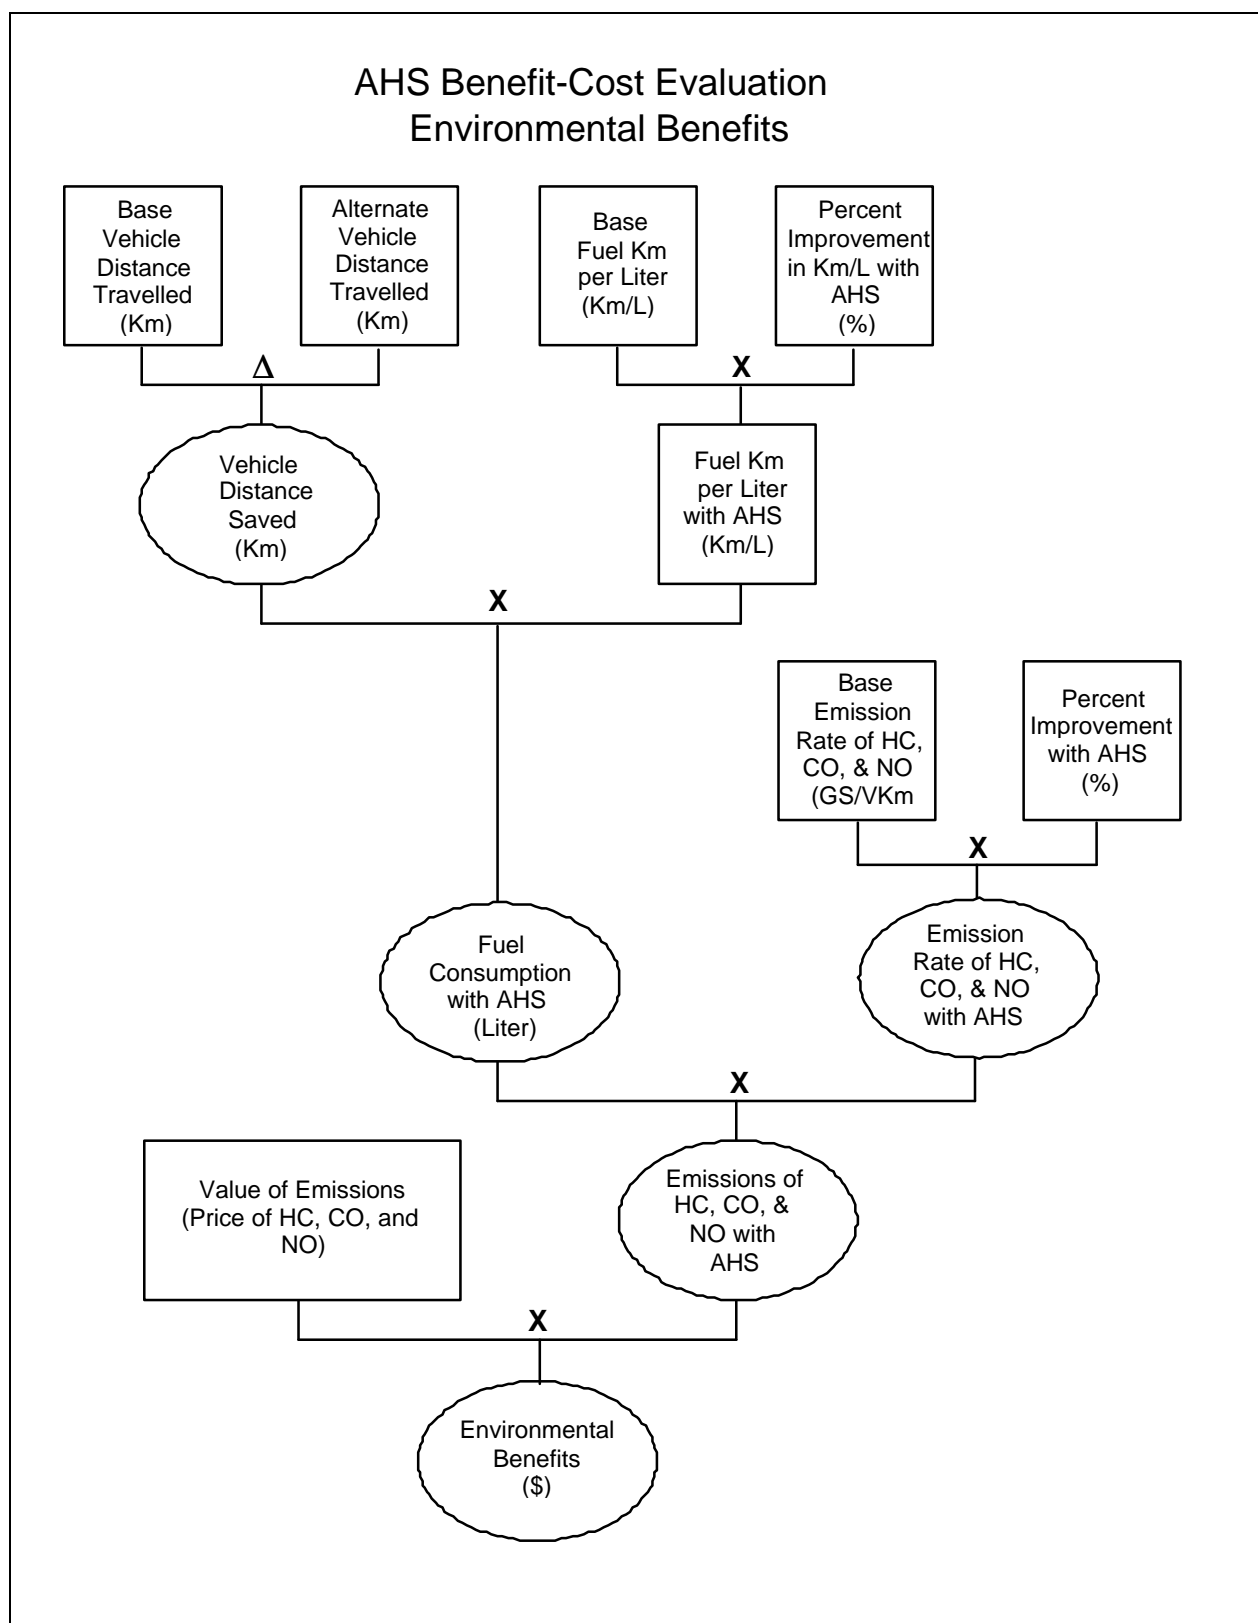 AHS Benefit-Cost Evaluation
Environmental Benefits
Base
Vehicle
Distance
Travelled
(Km)
Alternate
Vehicle
Distance
Travelled
(Km)
Base
Fuel Km
per Liter
(Km/L)
Percent
Improvement
in Km/L with
AHS
(%)
Δ
X
Vehicle
Distance
Saved
(Km)
Fuel Km
per Liter
with AHS
(Km/L)
X
Base
Emission
Rate of HC,
CO, & NO
(GS/VKm
Percent
Improvement
with AHS
(%)
X
Fuel
Consumption
with AHS
(Liter)
Emission
Rate of HC,
CO, & NO
with AHS
X
Value of Emissions
(Price of HC, CO, and
NO)
Emissions of
HC, CO, &
NO with
AHS
X
Environmental
Benefits
($)